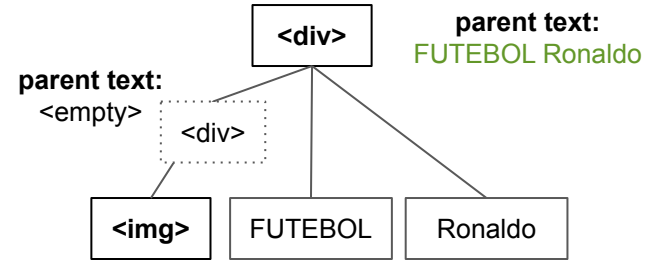 <div>
parent text:
FUTEBOL Ronaldo
parent text:
<empty>
<div>
<img>
FUTEBOL
Ronaldo